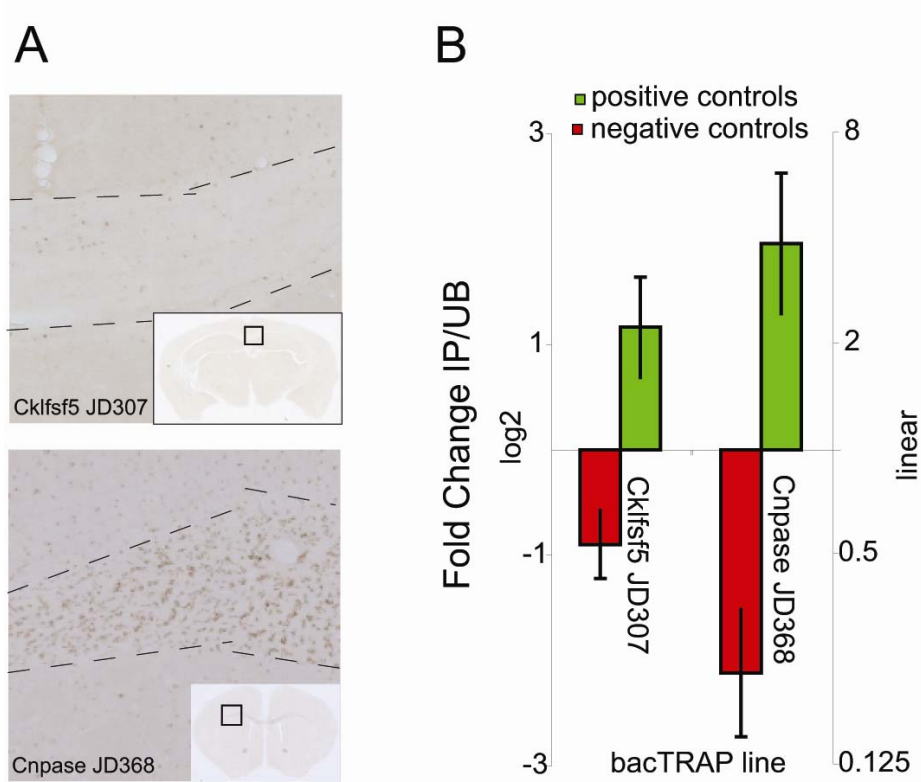 A
Cklfsf5 JD307
Cnpase JD368
B
positive controls
negative controls
3
1
-1
-3
Fold Change IP/UB
log2
Cklfsf5 JD307
Cnpase JD368
bacTRAP line
8
2
0.5
0.125
linear